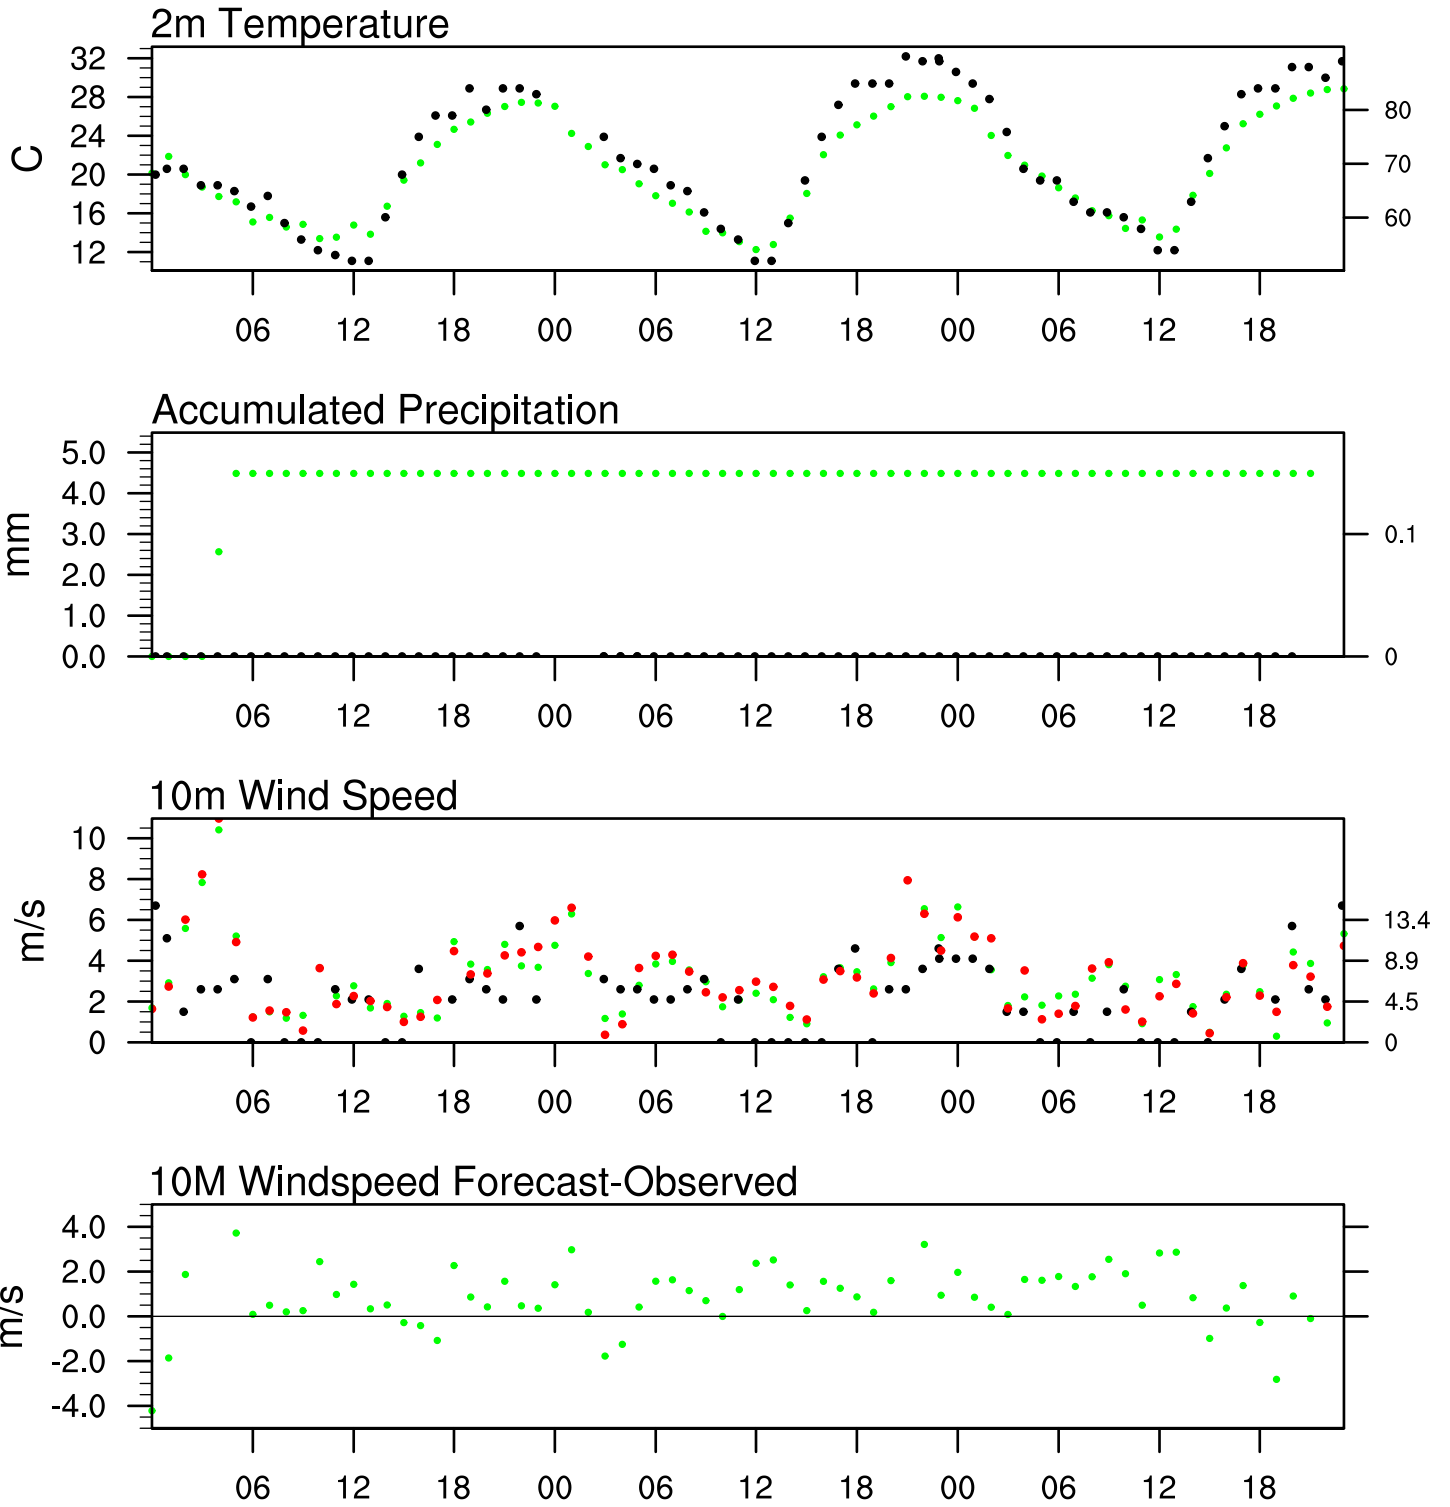 2m Temperature
32
28
24
20
16
12
C
80
70
60
06 12 18 00 06 12 18 00 06 12 18
Accumulated Precipitation
5.0
4.0
3.0
2.0
1.0
0.0
mm
0.1
0
06 12 18 00 06 12 18 00 06 12 18
10m Wind Speed
10
8
6
4
2
0
m/s
13.4
8.9
4.5
0
06 12 18 00 06 12 18 00 06 12 18
10M Windspeed Forecast-Observed
4.0
2.0
0.0
-2.0
-4.0
m/s
06 12 18 00 06 12 18 00 06 12 18